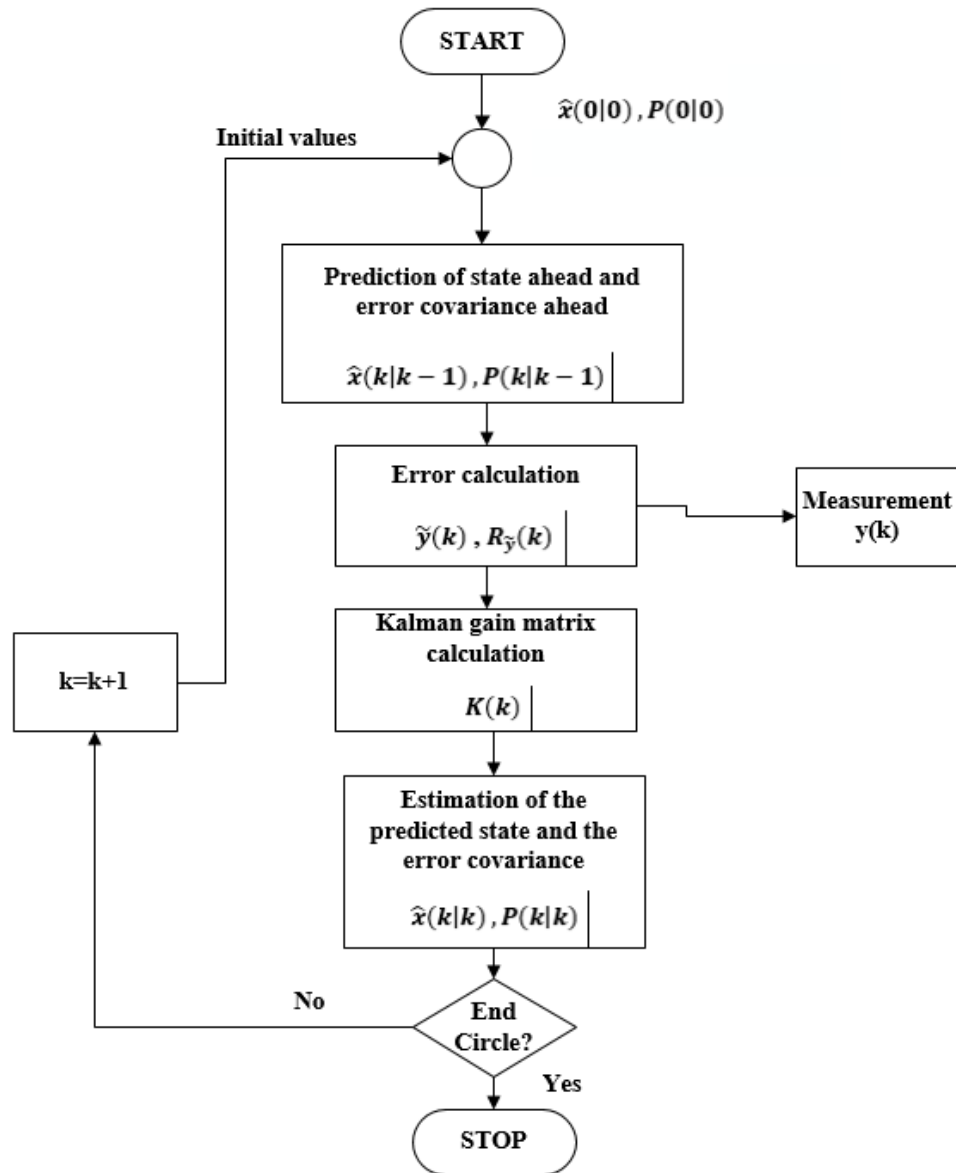 START
x̂(0|0) , P(0|0)
Initial values
Prediction of state ahead and
error covariance ahead
x̂(k|k − 1) , P(k|k − 1)
Error calculation
ỹ(k) , R_ỹ(k)
Measurement
y(k)
Kalman gain matrix
calculation
K(k)
k=k+1
Estimation of the
predicted state and the
error covariance
x̂(k|k) , P(k|k)
No
End
Circle?
Yes
STOP